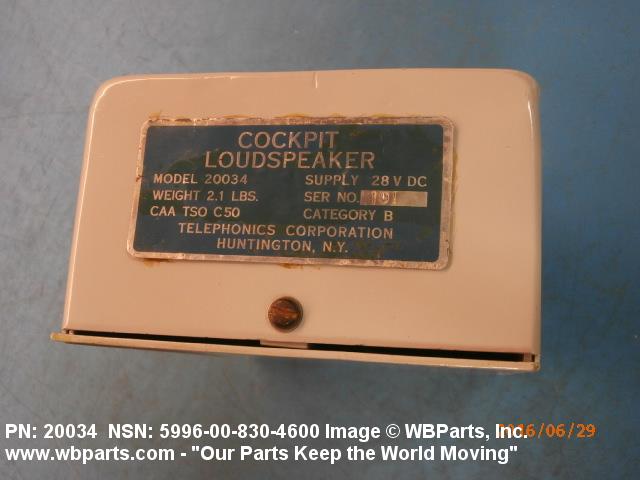 COCKPIT
LOUDSPEAKER
MODEL 20034 SUPPLY 28 V DC
WEIGHT 2.1 LBS. SER NO. 191
CAA TSO C50 CATEGORY B
TELEPHONICS CORPORATION
HUNTINGTON, N.Y.
PN: 20034 NSN: 5996-00-830-4600 Image © WBParts, Inc.
www.wbparts.com - "Our Parts Keep the World Moving"